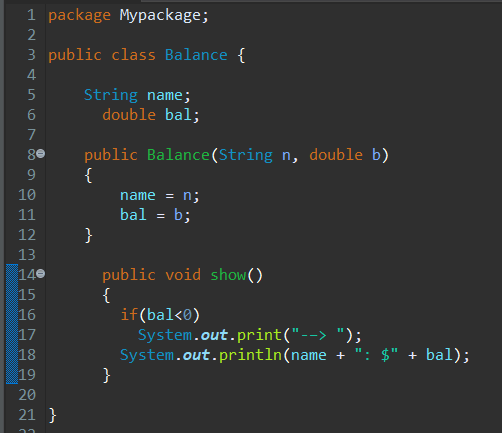 1 package Mypackage;
2
3 public class Balance {
4
5     String name;
6       double bal;
7
8     public Balance(String n, double b)
9     {
10         name = n;
11         bal = b;
12     }
13
14       public void show()
15       {
16         if(bal<0)
17           System.out.print("--> ");
18         System.out.println(name + ": $" + bal);
19       }
20
21 }